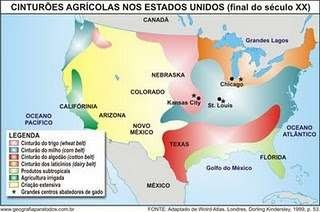 CINTURÕES AGRÍCOLAS NOS ESTADOS UNIDOS (final do século XX)
CANADÁ
Grandes Lagos
NEBRASKA
Chicago
COLORADO
Kansas City
St. Louis
OCEANO
PACÍFICO
CALIFÓRNIA
ARIZONA
NOVO
MÉXICO
OCEANO
ATLÂNTICO
TEXAS
FLÓRIDA
Golfo do México
MÉXICO
LEGENDA
Cinturão do trigo (wheat belt)
Cinturão do milho (corn belt)
Cinturão do algodão (cotton belt)
Cinturão dos laticínios (dairy belt)
Produtos subtropicais
Agricultura irrigada
Criação extensiva
Grandes centros abatedores de gado
www.geografiaparatodos.com.br
FONTE: Adaptado de World Atlas. Londres, Dorling Kindersley, 1999, p. 53.